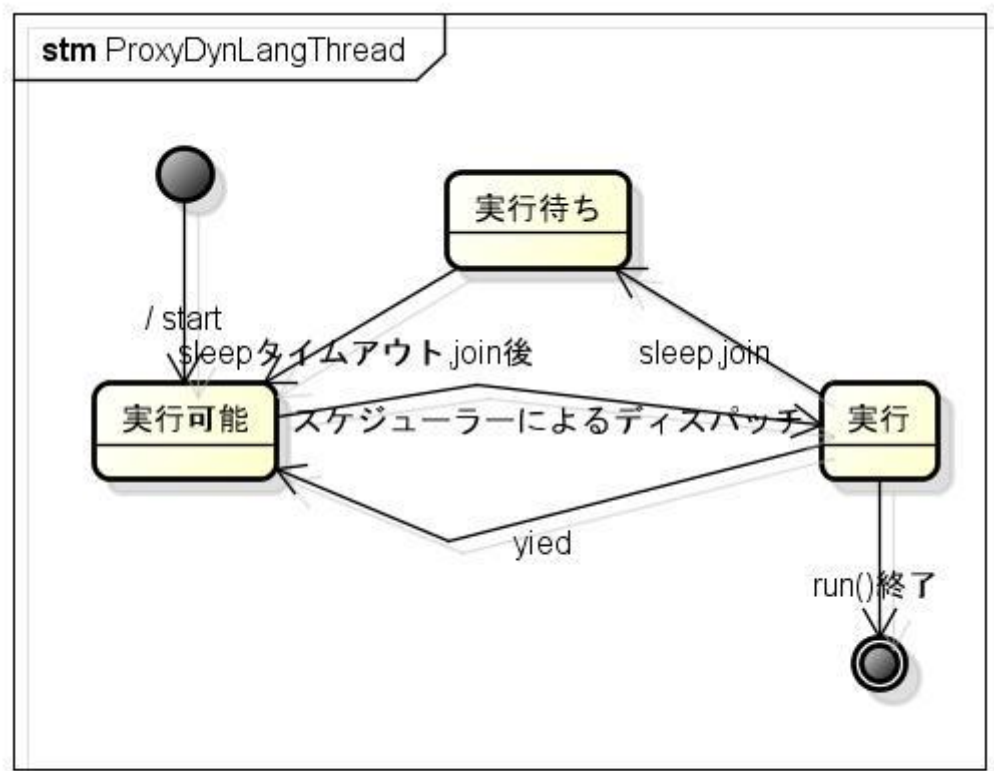 stm ProxyDynLangThread
実行待ち
/ start
sleepタイムアウト,join後
sleep,join
実行可能
スケジューラーによるディスパッチ
実行
yied
run()終了